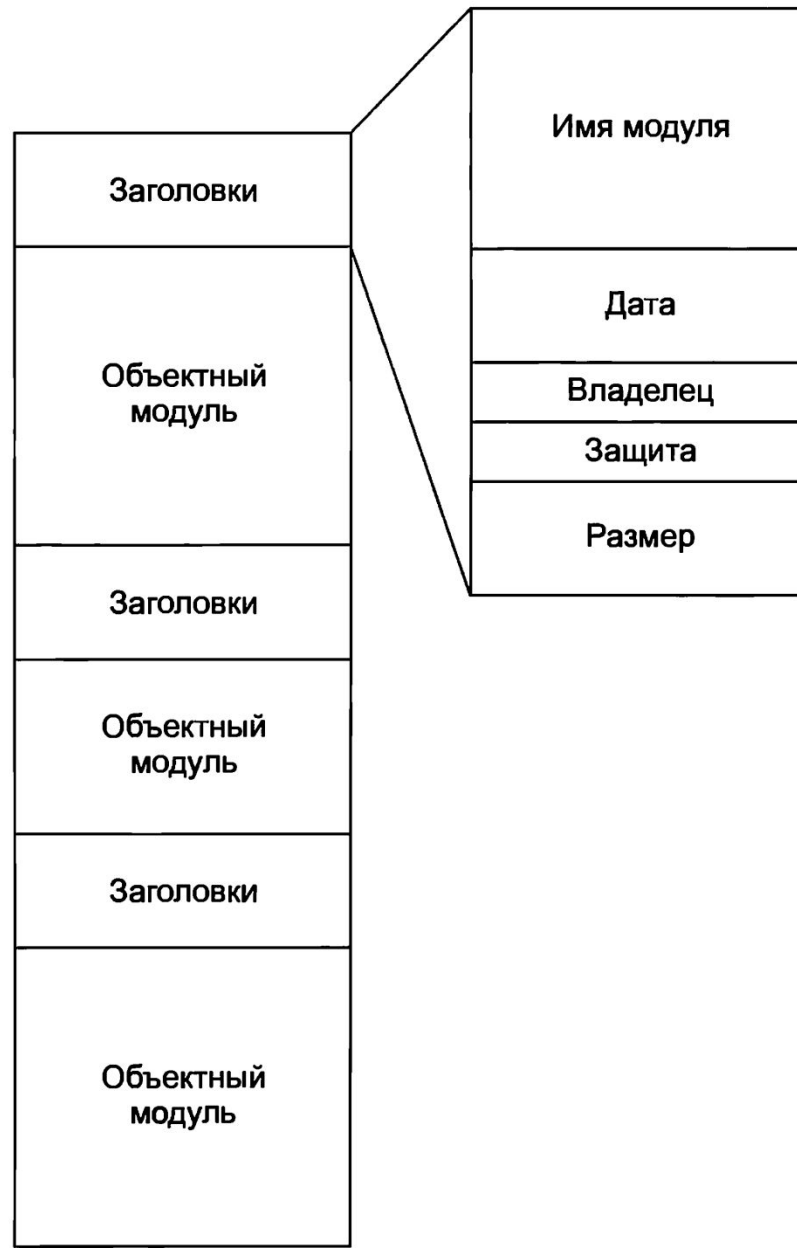 Заголовки
Объектный
модуль
Заголовки
Объектный
модуль
Заголовки
Объектный
модуль
Имя модуля
Дата
Владелец
Защита
Размер